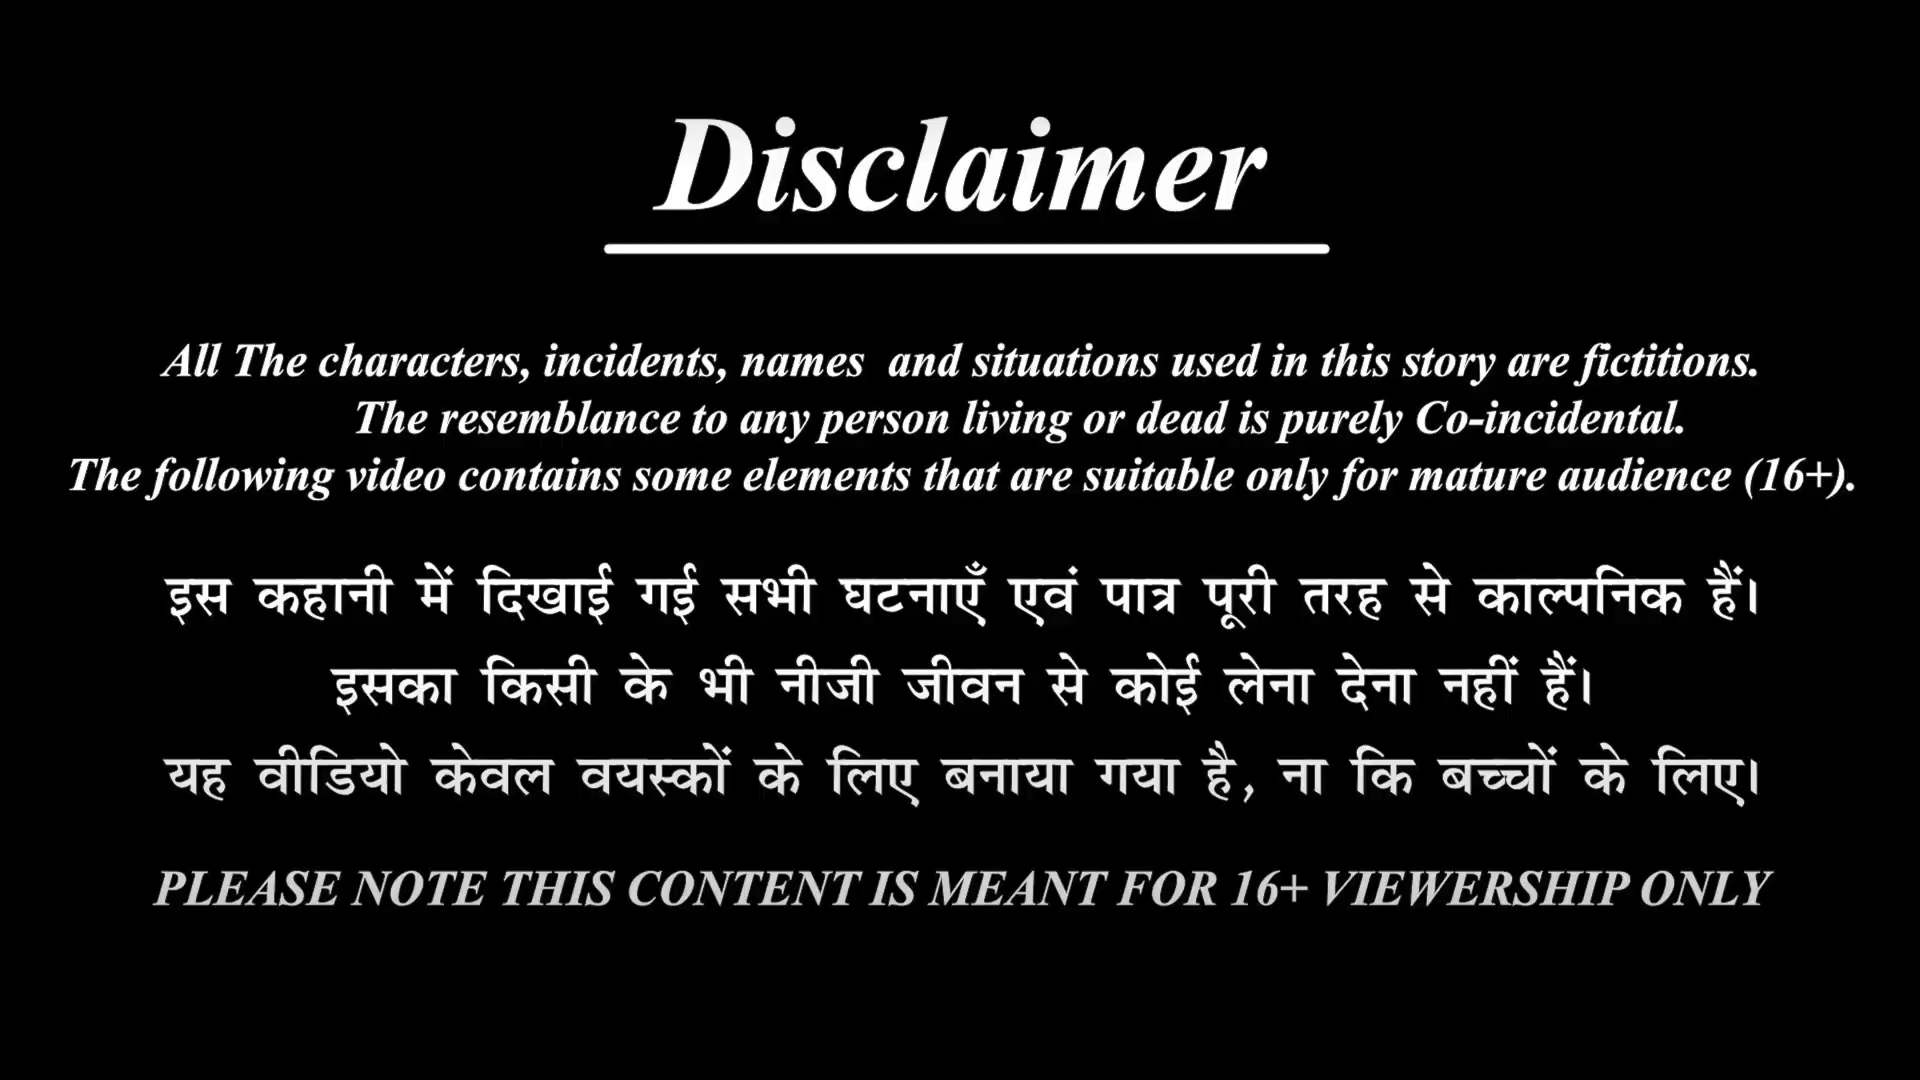 Disclaimer
All The characters, incidents, names and situations used in this story are fictitions.
The resemblance to any person living or dead is purely Co-incidental.
The following video contains some elements that are suitable only for mature audience (16+).
इस कहानी में दिखाई गई सभी घटनाएँ एवं पात्र पूरी तरह से काल्पनिक हैं।
इसका किसी के भी नीजी जीवन से कोई लेना देना नहीं हैं।
यह वीडियो केवल वयस्कों के लिए बनाया गया है, ना कि बच्चों के लिए।
PLEASE NOTE THIS CONTENT IS MEANT FOR 16+ VIEWERSHIP ONLY